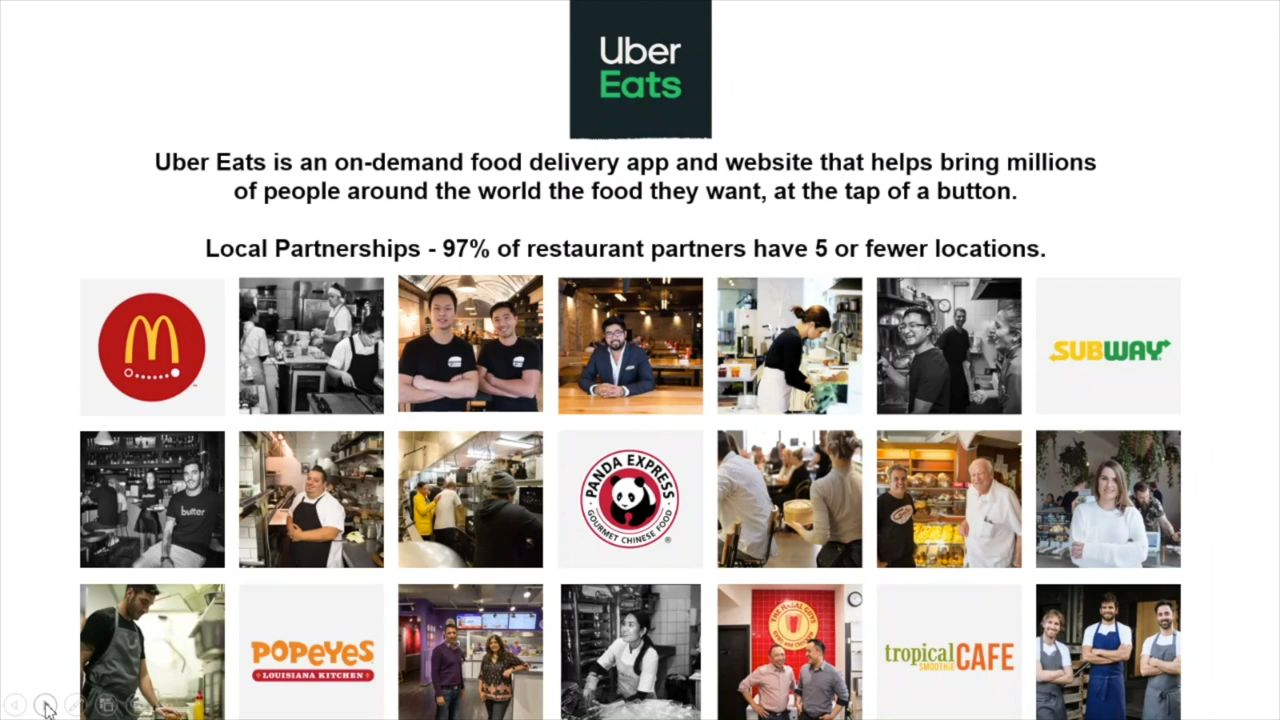 Uber
Eats
Uber Eats is an on-demand food delivery app and website that helps bring millions
of people around the world the food they want, at the tap of a button.
Local Partnerships - 97% of restaurant partners have 5 or fewer locations.
SUBWAY
butter
PANDA EXPRESS
GOURMET CHINESE FOOD
POPEYES
LOUISIANA KITCHEN
THE HALAL GUYS
tropical
SMOOTHIE
CAFE